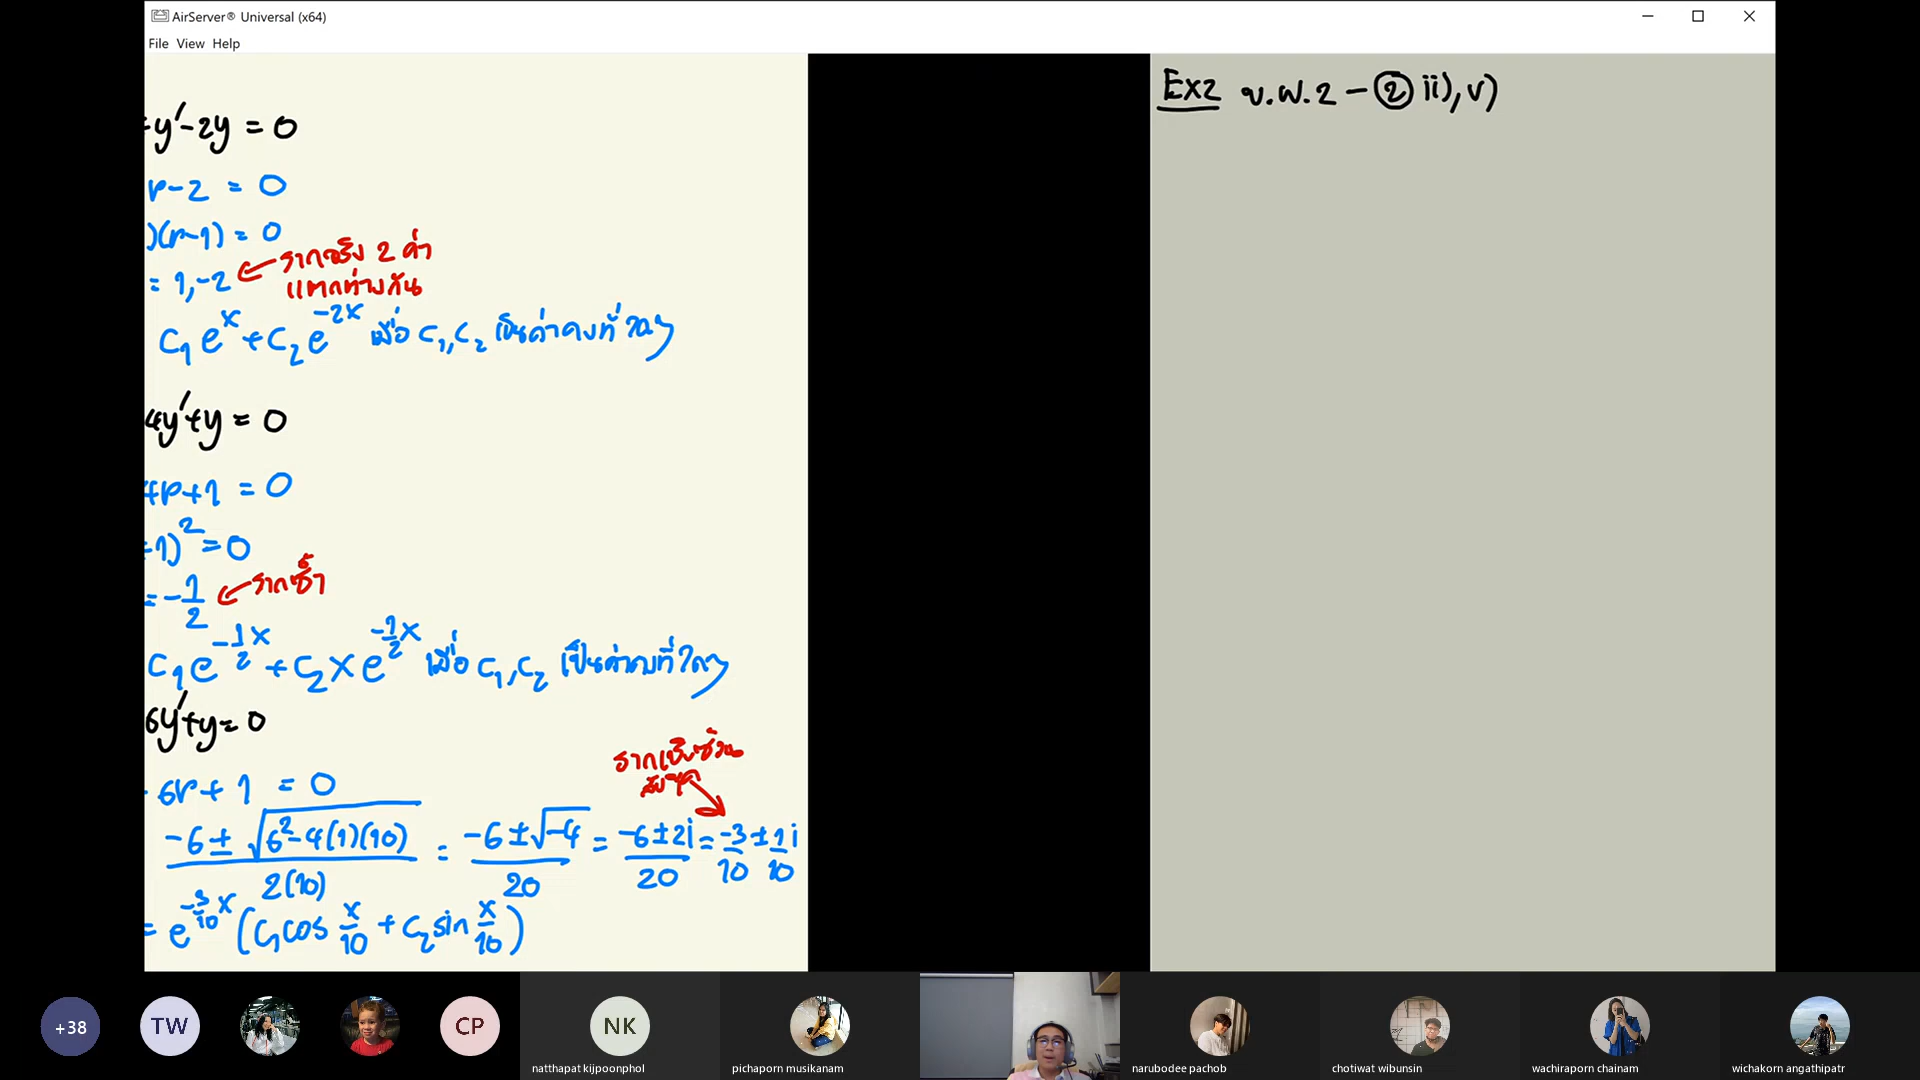 AirServer® Universal (x64)
File View Help
+y'-2y = 0
r-2 = 0
)(r-1) = 0
= 1,-2 รากจริง 2 ค่า
แตกต่างกัน
C₁e^x + C₂e^-2x เมื่อ C₁,C₂ เป็นค่าคงที่ใดๆ
4y'+y = 0
4r+1 = 0
+1)² = 0
= -1/2 รากซ้ำ
C₁e^-1/2x + C₂xe^-1/2x เมื่อ C₁,C₂ เป็นค่าคงที่ใดๆ
6y'+y = 0
รากเชิงซ้อน
สังยุค
6r+1 = 0
-6±√6²-4(1)(10)/2(10) = -6±√-4/20 = -6±2i/20 = -3/10 ± 1/10 i
= e^-3/10x (C₁cos x/10 + C₂sin x/10)
Ex2 บ.ฝ.2 - ② ii), v)
+38
TW
CP
NK
natthapat kijpoonphol
pichaporn musikanam
narubodee pachob
chotiwat wibunsin
wachiraporn chainam
wichakorn angathipatr